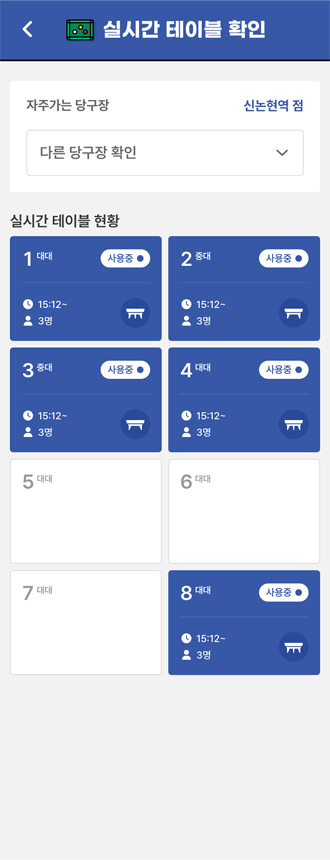 실시간 테이블 확인
자주가는 당구장 신논현역 점
다른 당구장 확인
실시간 테이블 현황
1 대대 사용중
15:12~
3명
2 중대 사용중
15:12~
3명
3 중대 사용중
15:12~
3명
4 대대 사용중
15:12~
3명
5 대대
6 대대
7 대대
8 대대 사용중
15:12~
3명